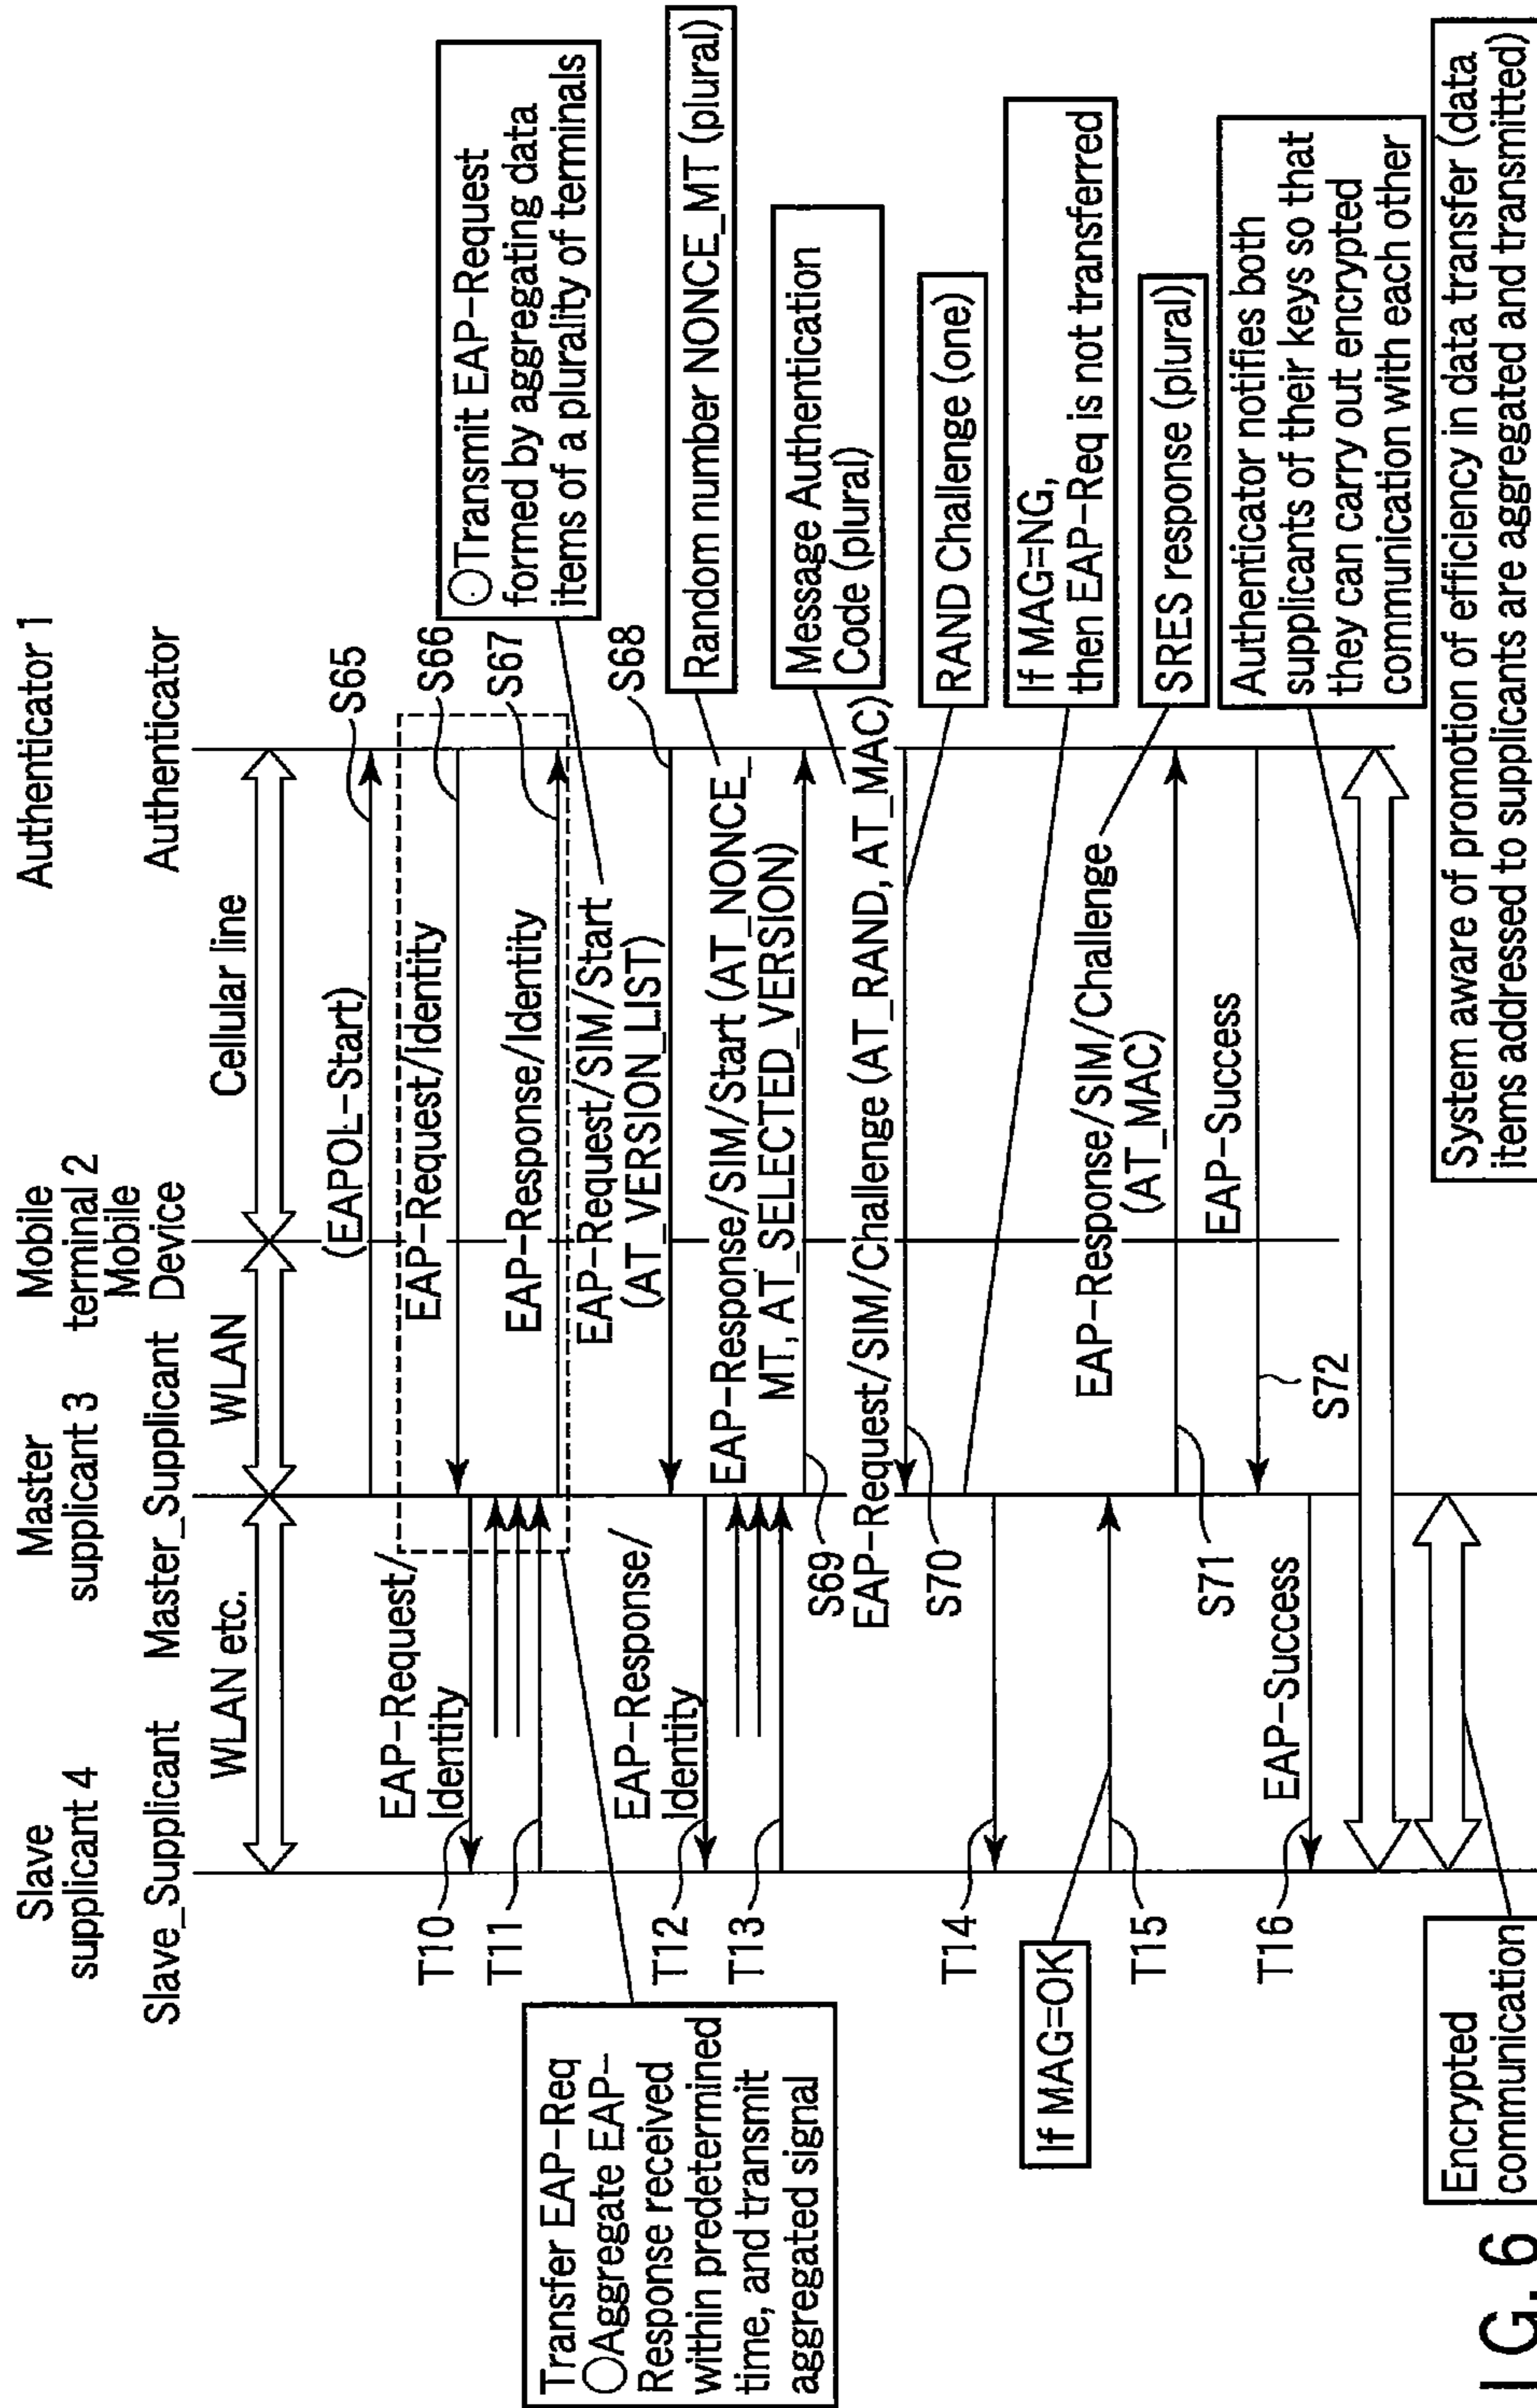 Slave
supplicant 4
Master
supplicant 3
Mobile
terminal 2
Authenticator 1
Slave_Supplicant
Master_Supplicant
Mobile
Device
Authenticator
WLAN etc.
WLAN
Cellular line
(EAPOL-Start)
S65
EAP-Request/Identity
S66
EAP-Request/
Identity
T10
T11
EAP-Response/Identity
S67
Transfer EAP-Req
○Aggregate EAP-
Response received
within predetermined
time, and transmit
aggregated signal
○Transmit EAP-Request
formed by aggregating data
items of a plurality of terminals
EAP-Request/SIM/Start
(AT_VERSION_LIST)
S68
EAP-Response/
Identity
T12
T13
Random number NONCE_MT (plural)
EAP-Response/SIM/Start (AT_NONCE_
MT, AT_SELECTED_VERSION)
S69
Message Authentication
Code (plural)
EAP-Request/SIM/Challenge (AT_RAND, AT_MAC)
S70
RAND Challenge (one)
T14
If MAG=NG,
then EAP-Req is not transferred
If MAG=OK
T15
EAP-Response/SIM/Challenge
(AT_MAC)
S71
SRES response (plural)
EAP-Success
S72
EAP-Success
T16
Authenticator notifies both
supplicants of their keys so that
they can carry out encrypted
communication with each other
Encrypted
communication
System aware of promotion of efficiency in data transfer (data
items addressed to supplicants are aggregated and transmitted)
I G. 6